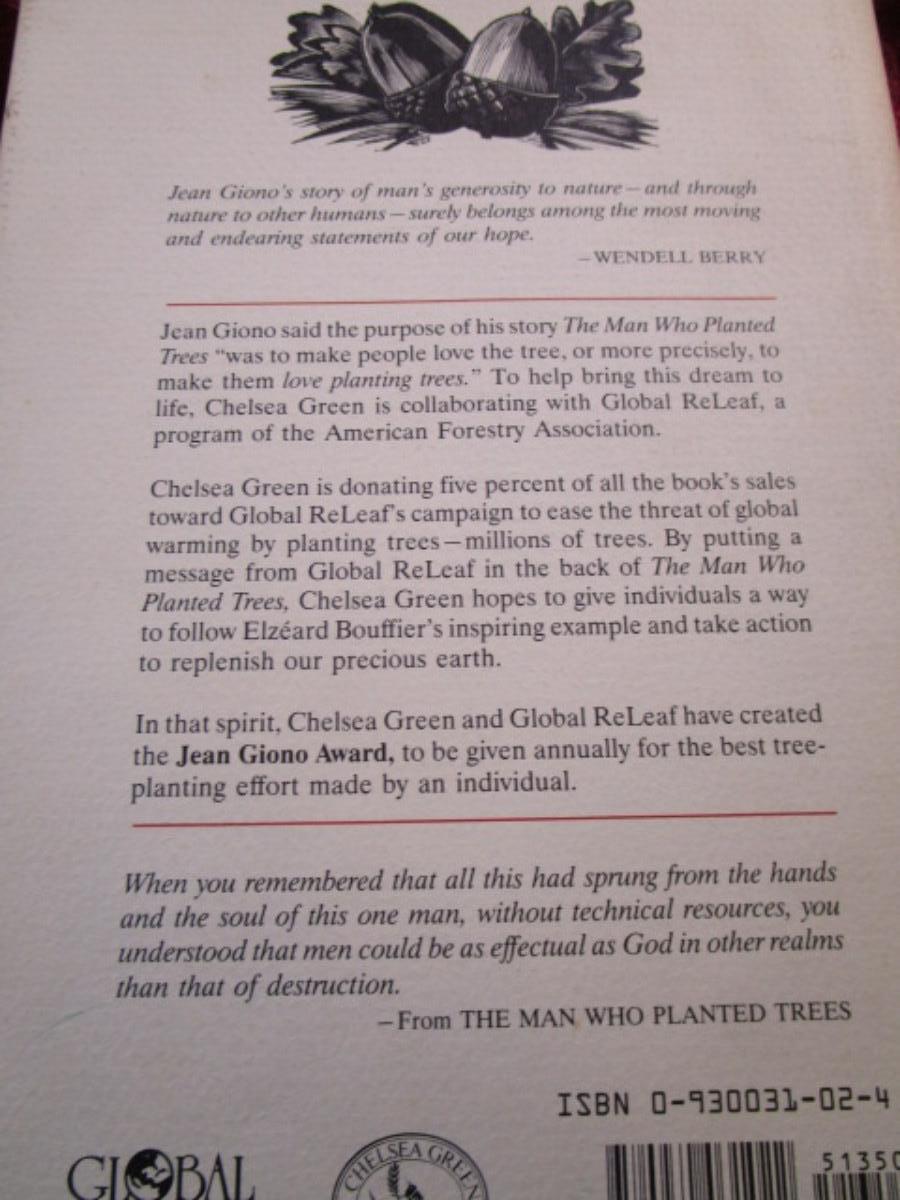 Jean Giono's story of man's generosity to nature — and through
nature to other humans — surely belongs among the most moving
and endearing statements of our hope.
— WENDELL BERRY
Jean Giono said the purpose of his story The Man Who Planted
Trees "was to make people love the tree, or more precisely, to
make them love planting trees." To help bring this dream to
life, Chelsea Green is collaborating with Global ReLeaf, a
program of the American Forestry Association.
Chelsea Green is donating five percent of all the book's sales
toward Global ReLeaf's campaign to ease the threat of global
warming by planting trees — millions of trees. By putting a
message from Global ReLeaf in the back of The Man Who
Planted Trees, Chelsea Green hopes to give individuals a way
to follow Elzéard Bouffier's inspiring example and take action
to replenish our precious earth.
In that spirit, Chelsea Green and Global ReLeaf have created
the Jean Giono Award, to be given annually for the best tree-
planting effort made by an individual.
When you remembered that all this had sprung from the hands
and the soul of this one man, without technical resources, you
understood that men could be as effectual as God in other realms
than that of destruction.
— From THE MAN WHO PLANTED TREES
ISBN 0-930031-02-4
GLOBAL
CHELSEA GREEN
51350